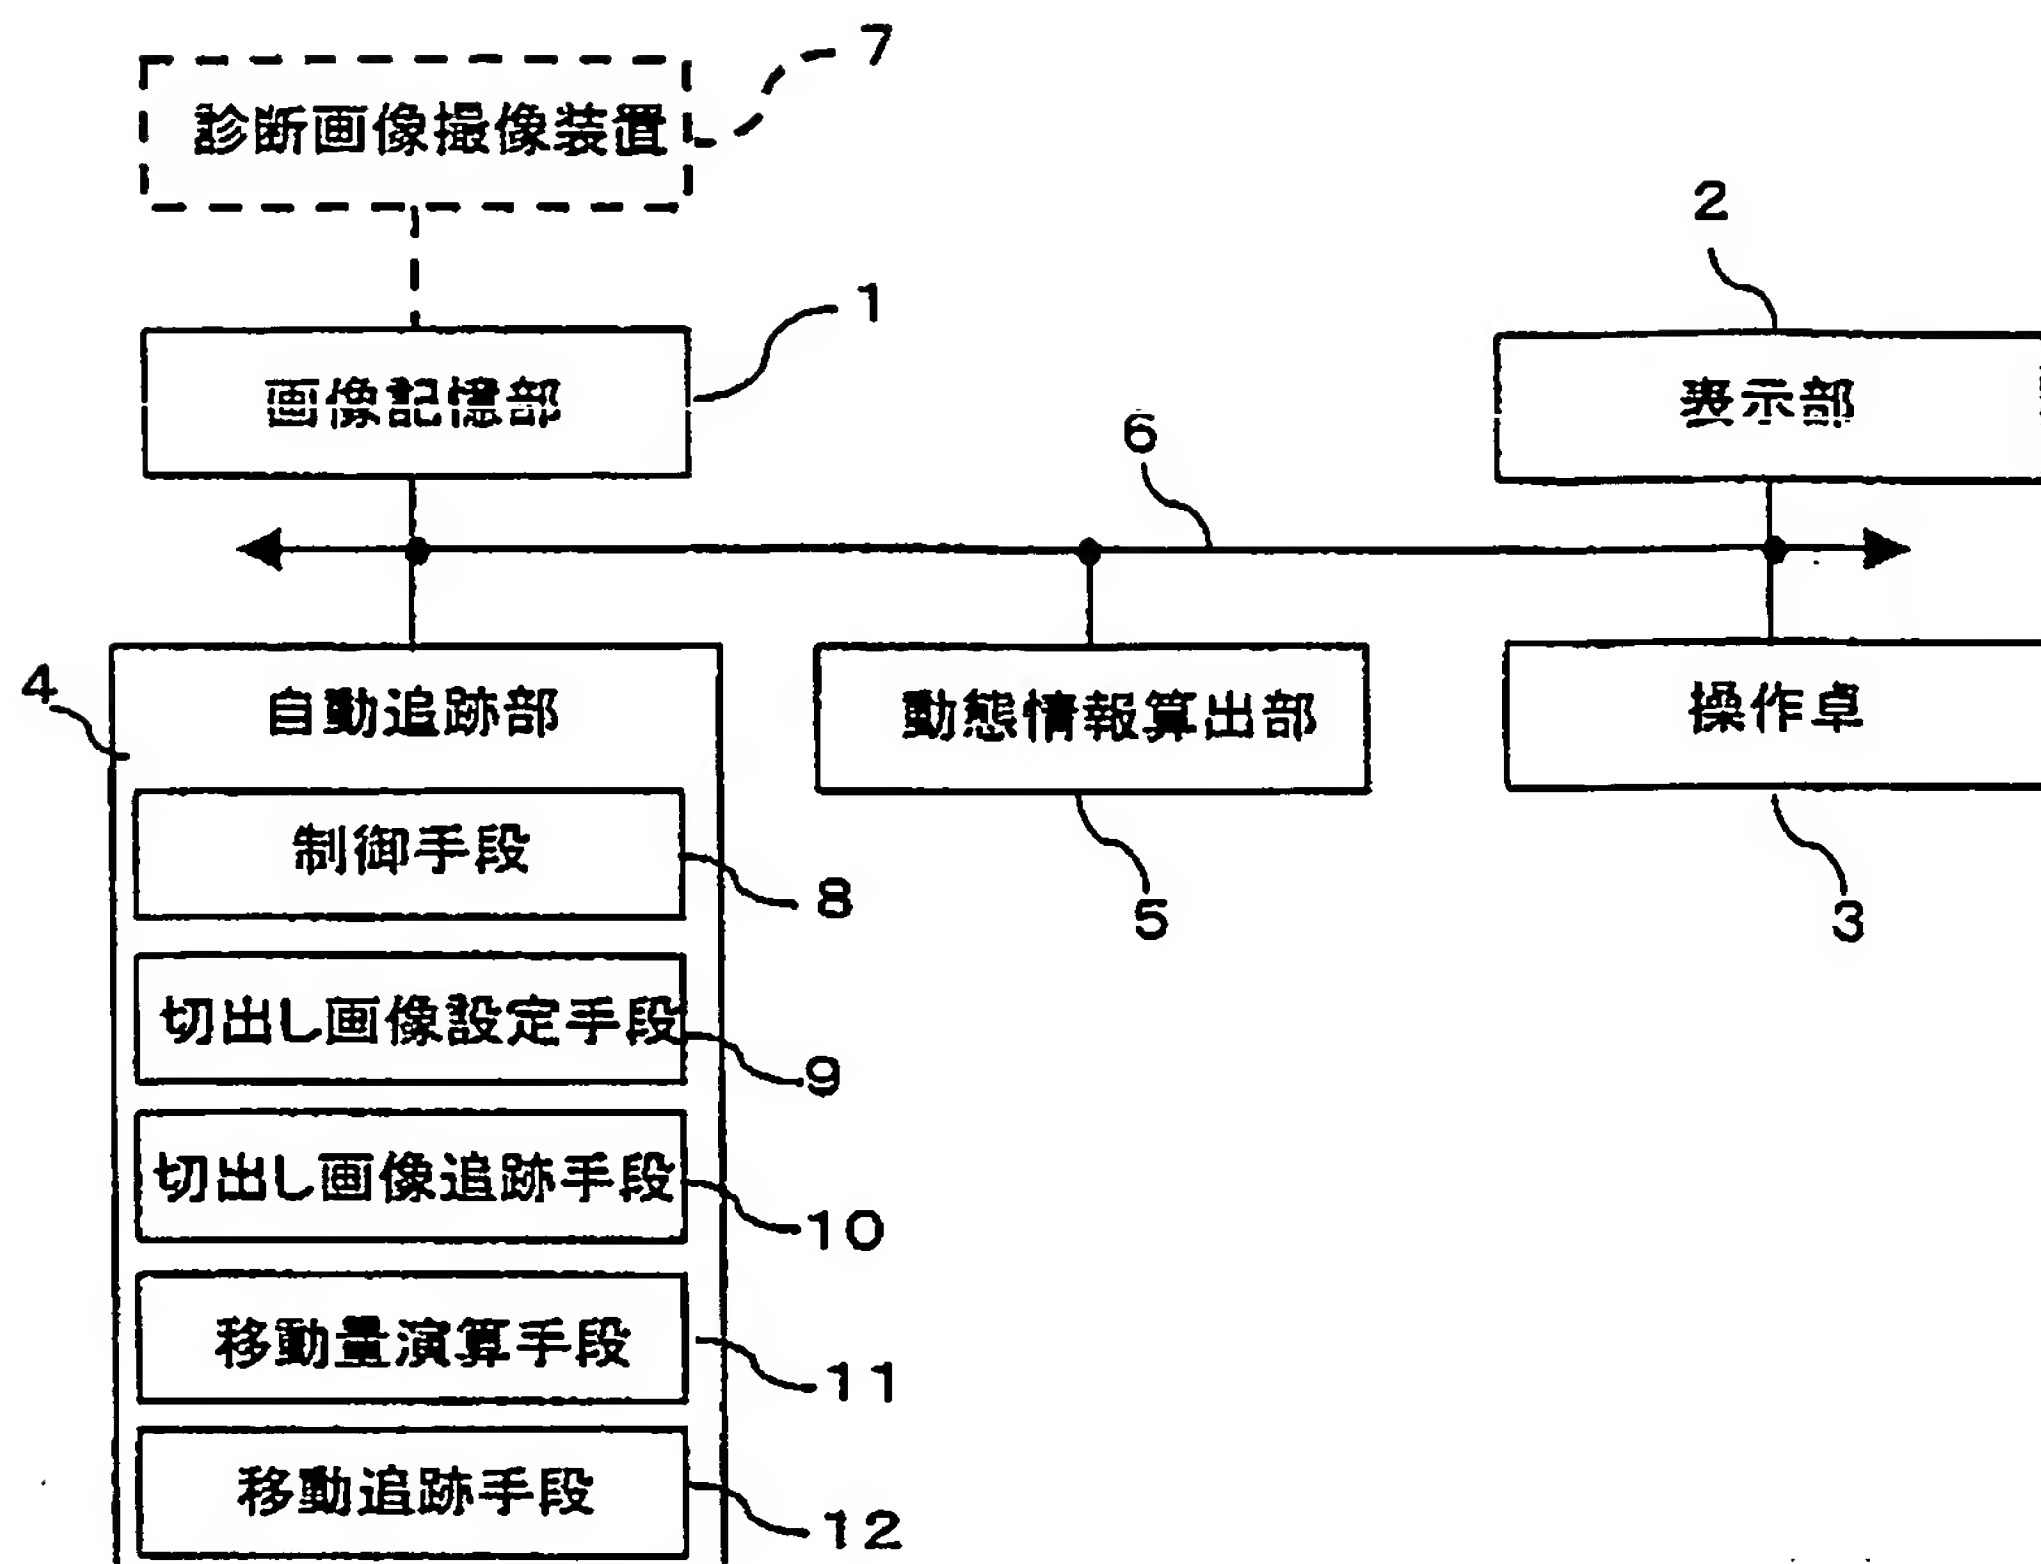 7
診断画像撮像装置
2
1
画像記憶部
表示部
6
4
自動追跡部
動態情報算出部
操作卓
制御手段
8
5
3
切出し画像設定手段
9
切出し画像追跡手段
10
移動量演算手段
11
移動追跡手段
12